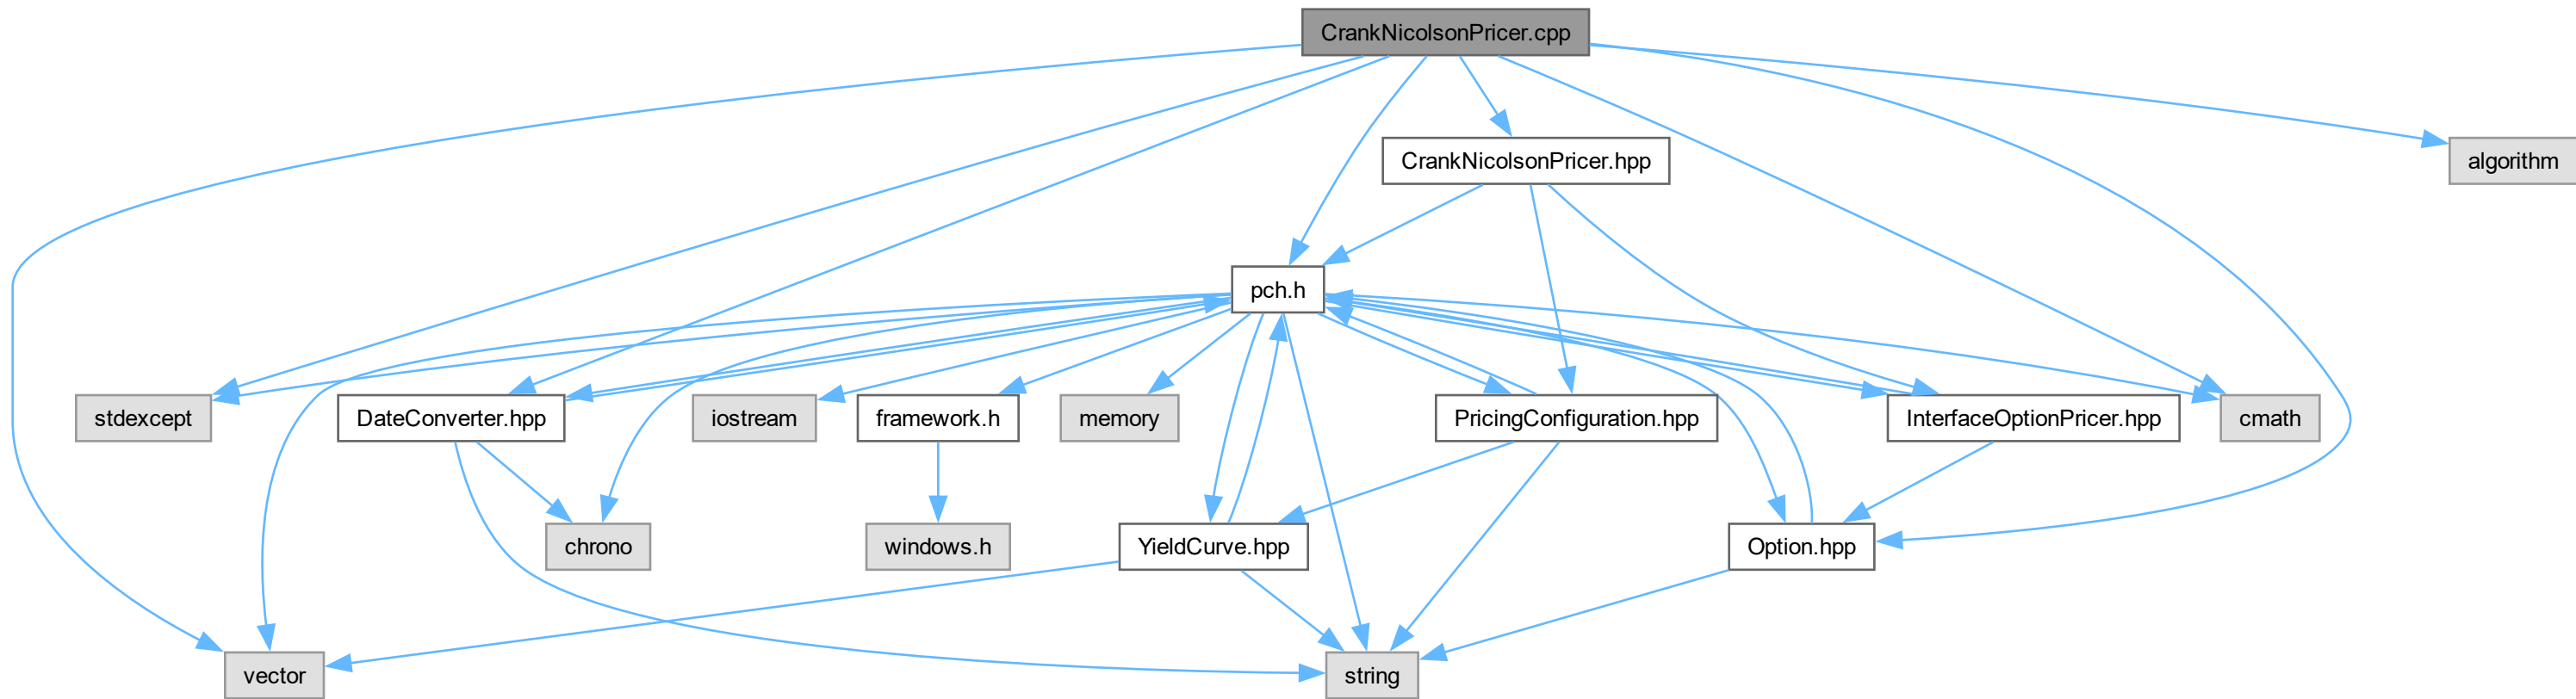 CrankNicolsonPricer.cpp
CrankNicolsonPricer.hpp
algorithm
pch.h
stdexcept
DateConverter.hpp
iostream
framework.h
memory
PricingConfiguration.hpp
InterfaceOptionPricer.hpp
cmath
chrono
windows.h
YieldCurve.hpp
Option.hpp
vector
string